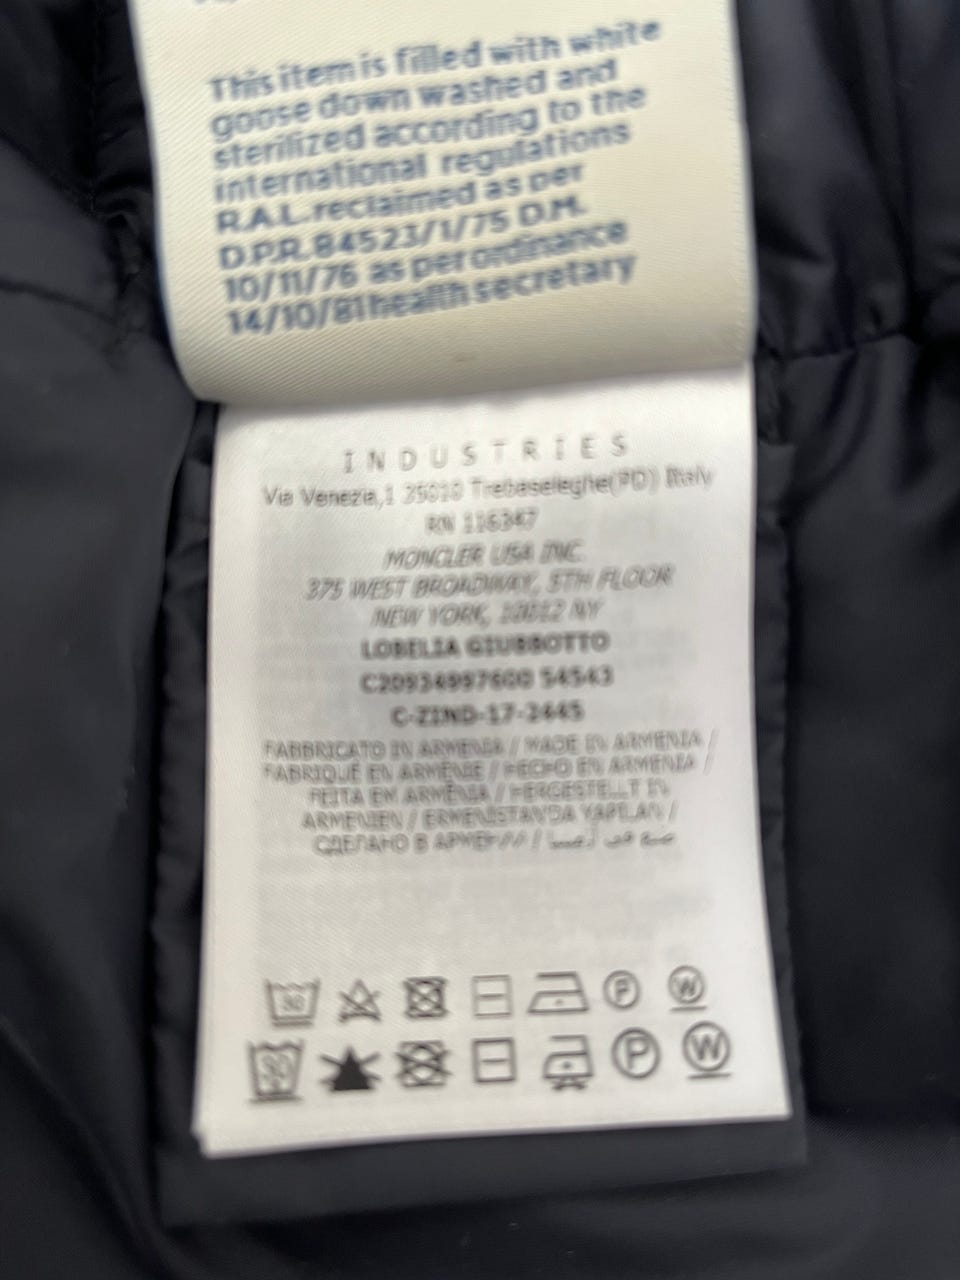 This item is filled with white
goose down washed and
sterilized according to the
international regulations
R.A.L. reclaimed as per
D.P.R. 84523/1/75 D.M.
10/11/76 as per ordinance
14/10/81 health secretary
INDUSTRIES
Via Venezia,1 35010 Trebaseleghe(PD) Italy
RN 116347
MONCLER USA INC.
375 WEST BROADWAY, 5TH FLOOR
NEW YORK, 10012 NY
LOBELIA GIUBBOTTO
C20934997600 54543
C-ZIND-17-2445
FABBRICATO IN ARMENIA / MADE IN ARMENIA /
FABRIQUÉ EN ARMÉNIE / HECHO EN ARMENIA /
FEITA EM ARMÊNIA / HERGESTELLT IN
ARMENIEN / ERMENİSTAN'DA YAPILAN /
СДЕЛАНО В АРМЕНИИ / صنع في
30 P W
30 P W